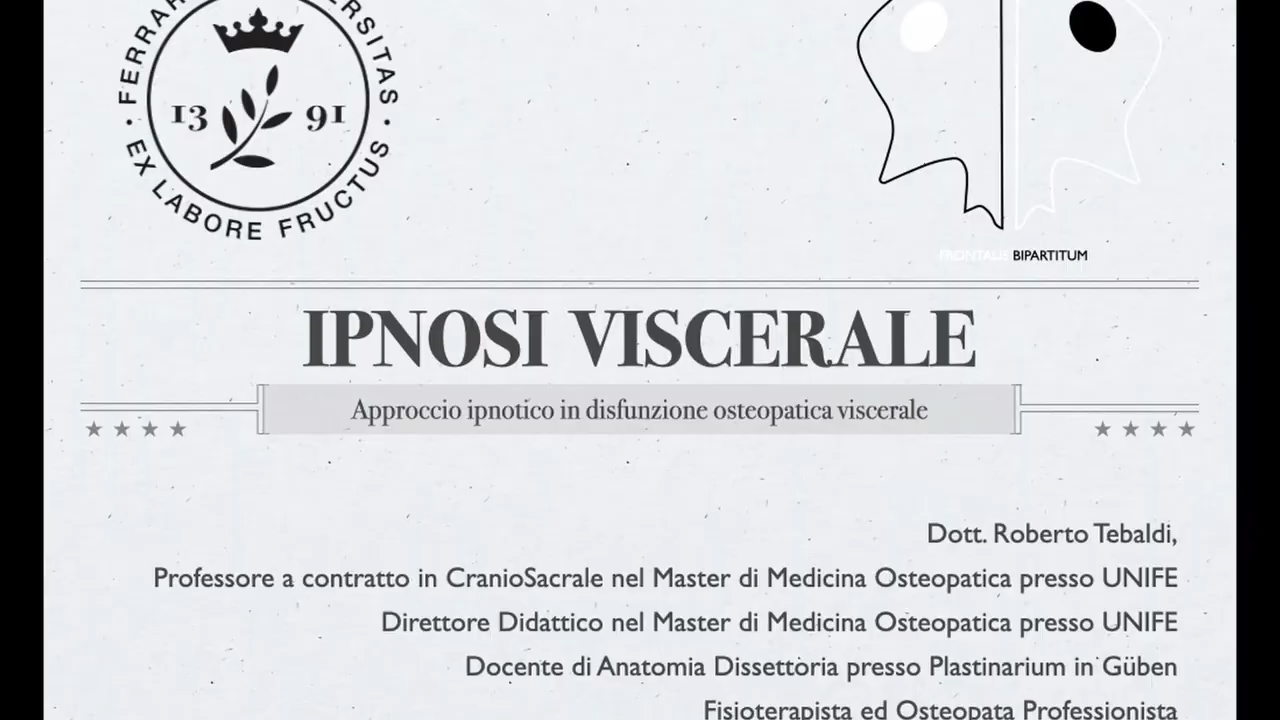 FERRAR
ERSITAS
13 91
EX LABORE FRUCTUS
FRONTALIS BIPARTITUM
IPNOSI VISCERALE
Approccio ipnotico in disfunzione osteopatica viscerale
Dott. Roberto Tebaldi,
Professore a contratto in CranioSacrale nel Master di Medicina Osteopatica presso UNIFE
Direttore Didattico nel Master di Medicina Osteopatica presso UNIFE
Docente di Anatomia Dissettoria presso Plastinarium in Güben
Fisioterapista ed Osteopata Professionista